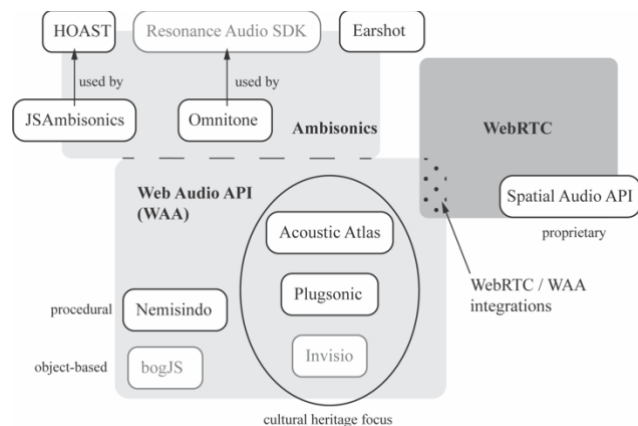 HOAST
Resonance Audio SDK
Earshot
used by
used by
JSAmbisonics
Omnitone
Ambisonics
WebRTC
Web Audio API
(WAA)
Spatial Audio API
proprietary
Acoustic Atlas
WebRTC / WAA
integrations
Plugsonic
procedural
Nemisindo
object-based
bogJS
Invisio
cultural heritage focus